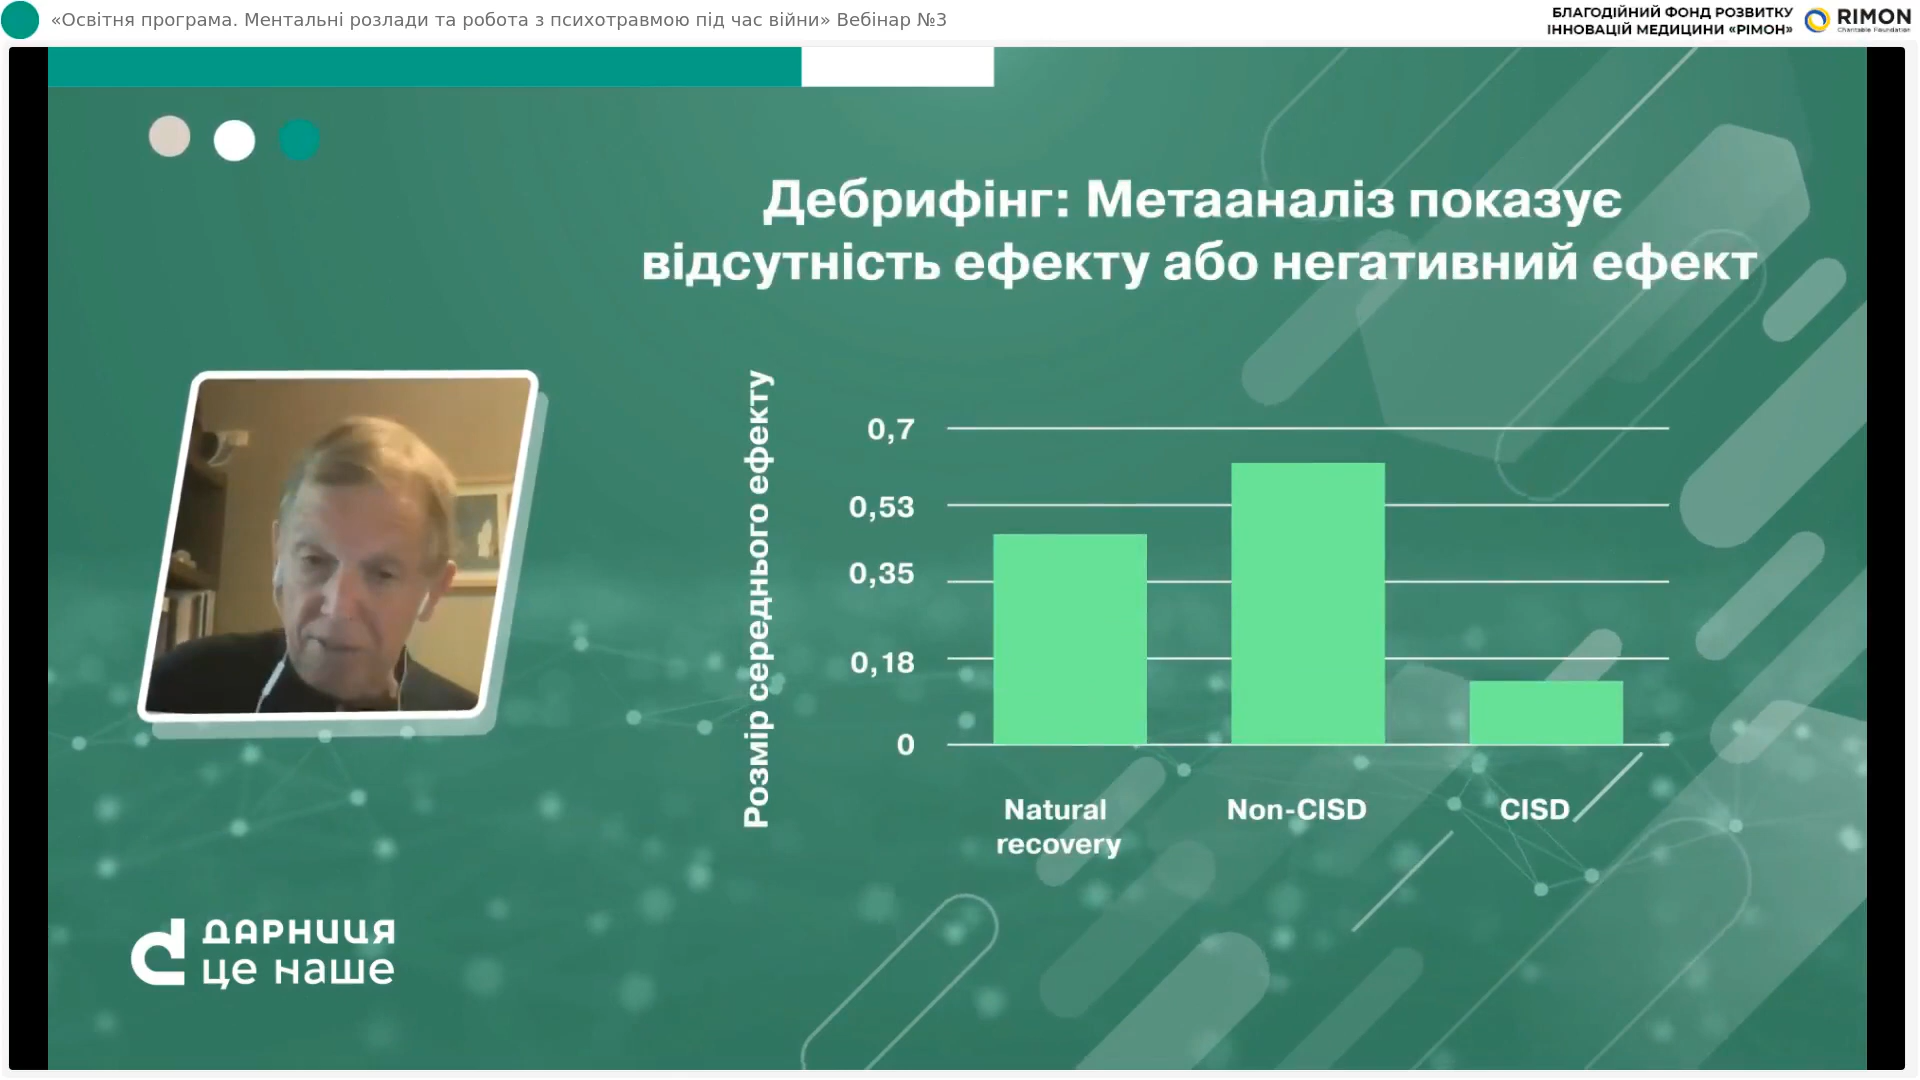 «Освітня програма. Ментальні розлади та робота з психотравмою під час війни» Вебінар №3
БЛАГОДІЙНИЙ ФОНД РОЗВИТКУ
ІННОВАЦІЙ МЕДИЦИНИ «РІМОН»
RIMON
Charitable Foundation
Дебрифінг: Метааналіз показує
відсутність ефекту або негативний ефект
Розмір середнього ефекту
0,7
0,53
0,35
0,18
0
Natural
recovery
Non-CISD
CISD
ДАРНИЦЯ
це наше